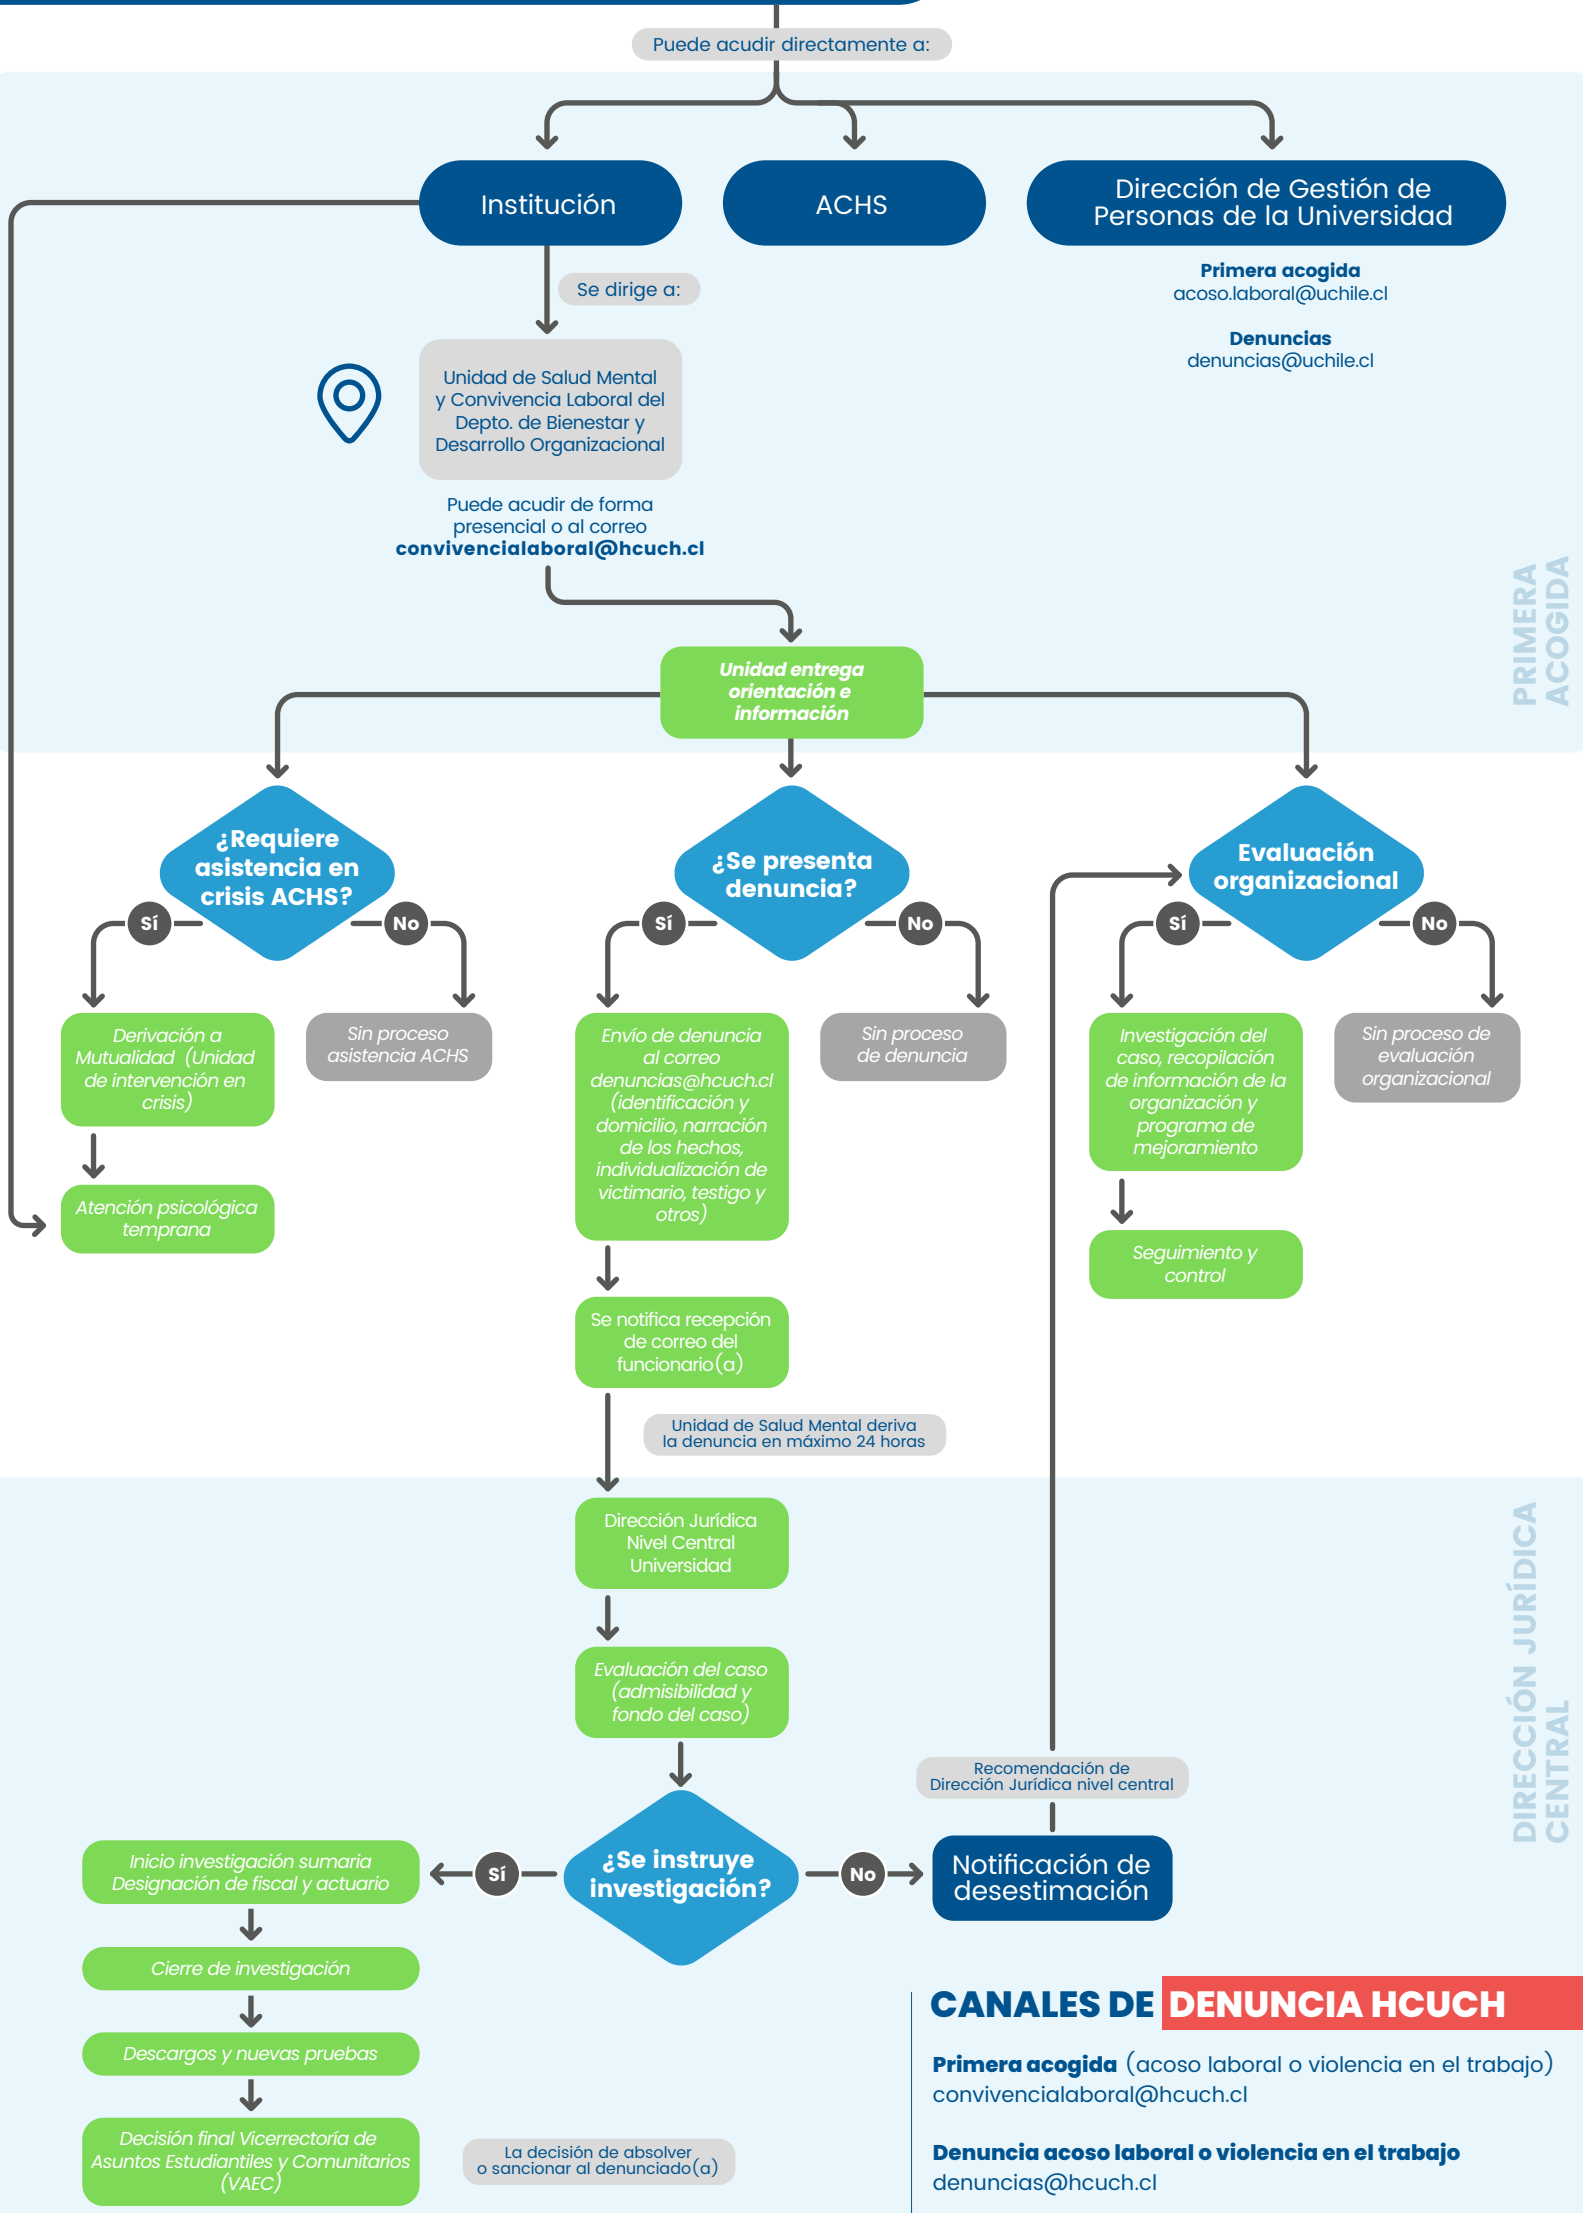 Puede acudir directamente a:
Institución
ACHS
Dirección de Gestión de
Personas de la Universidad
Primera acogida
acoso.laboral@uchile.cl
Denuncias
denuncias@uchile.cl
Se dirige a:
Unidad de Salud Mental
y Convivencia Laboral del
Depto. de Bienestar y
Desarrollo Organizacional
Puede acudir de forma
presencial o al correo
convivencialaboral@hcuch.cl
PRIMERA
ACOGIDA
Unidad entrega
orientación e
información
¿Requiere
asistencia en
crisis ACHS?
Sí
No
Derivación a
Mutualidad (Unidad
de intervención en
crisis)
Sin proceso
asistencia ACHS
Atención psicológica
temprana
¿Se presenta
denuncia?
Sí
No
Envío de denuncia
al correo
denuncias@hcuch.cl
(identificación y
domicilio, narración
de los hechos,
individualización de
victimario, testigo y
otros)
Sin proceso
de denuncia
Se notifica recepción
de correo del
funcionario(a)
Unidad de Salud Mental deriva
la denuncia en máximo 24 horas
Evaluación
organizacional
Sí
No
Investigación del
caso, recopilación
de información de la
organización y
programa de
mejoramiento
Sin proceso de
evaluación
organizacional
Seguimiento y
control
DIRECCIÓN JURÍDICA
CENTRAL
Dirección Jurídica
Nivel Central
Universidad
Evaluación del caso
(admisibilidad y
fondo del caso)
¿Se instruye
investigación?
Sí
No
Recomendación de
Dirección Jurídica nivel central
Notificación de
desestimación
Inicio investigación sumaria
Designación de fiscal y actuario
Cierre de investigación
Descargos y nuevas pruebas
Decisión final Vicerrectoría de
Asuntos Estudiantiles y Comunitarios
(VAEC)
La decisión de absolver
o sancionar al denunciado(a)
CANALES DE DENUNCIA HCUCH
Primera acogida (acoso laboral o violencia en el trabajo)
convivencialaboral@hcuch.cl
Denuncia acoso laboral o violencia en el trabajo
denuncias@hcuch.cl